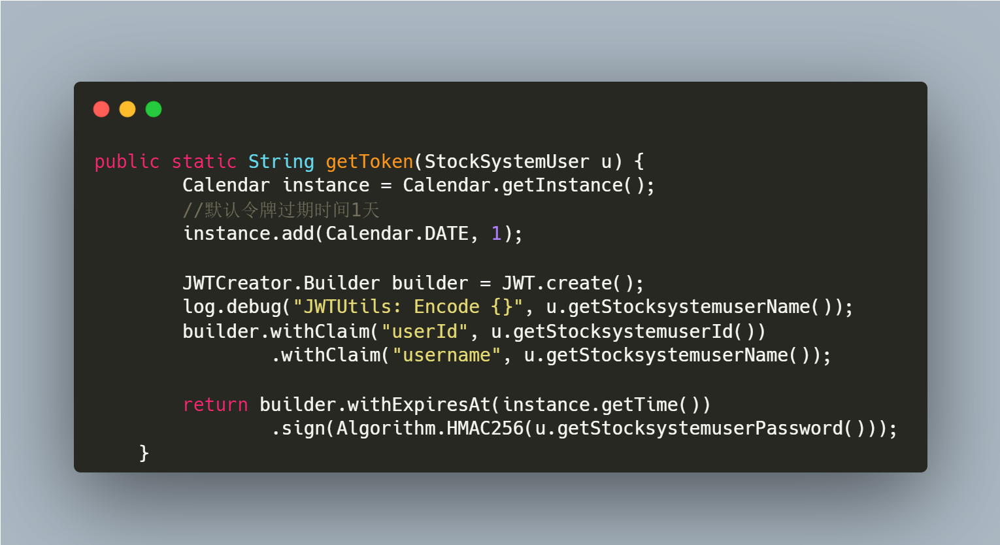 public static String getToken(StockSystemUser u) {
        Calendar instance = Calendar.getInstance();
        //默认令牌过期时间1天
        instance.add(Calendar.DATE, 1);

        JWTCreator.Builder builder = JWT.create();
        log.debug("JWTUtils: Encode {}", u.getStocksystemuserName());
        builder.withClaim("userId", u.getStocksystemuserId())
                .withClaim("username", u.getStocksystemuserName());

        return builder.withExpiresAt(instance.getTime())
                .sign(Algorithm.HMAC256(u.getStocksystemuserPassword()));
    }